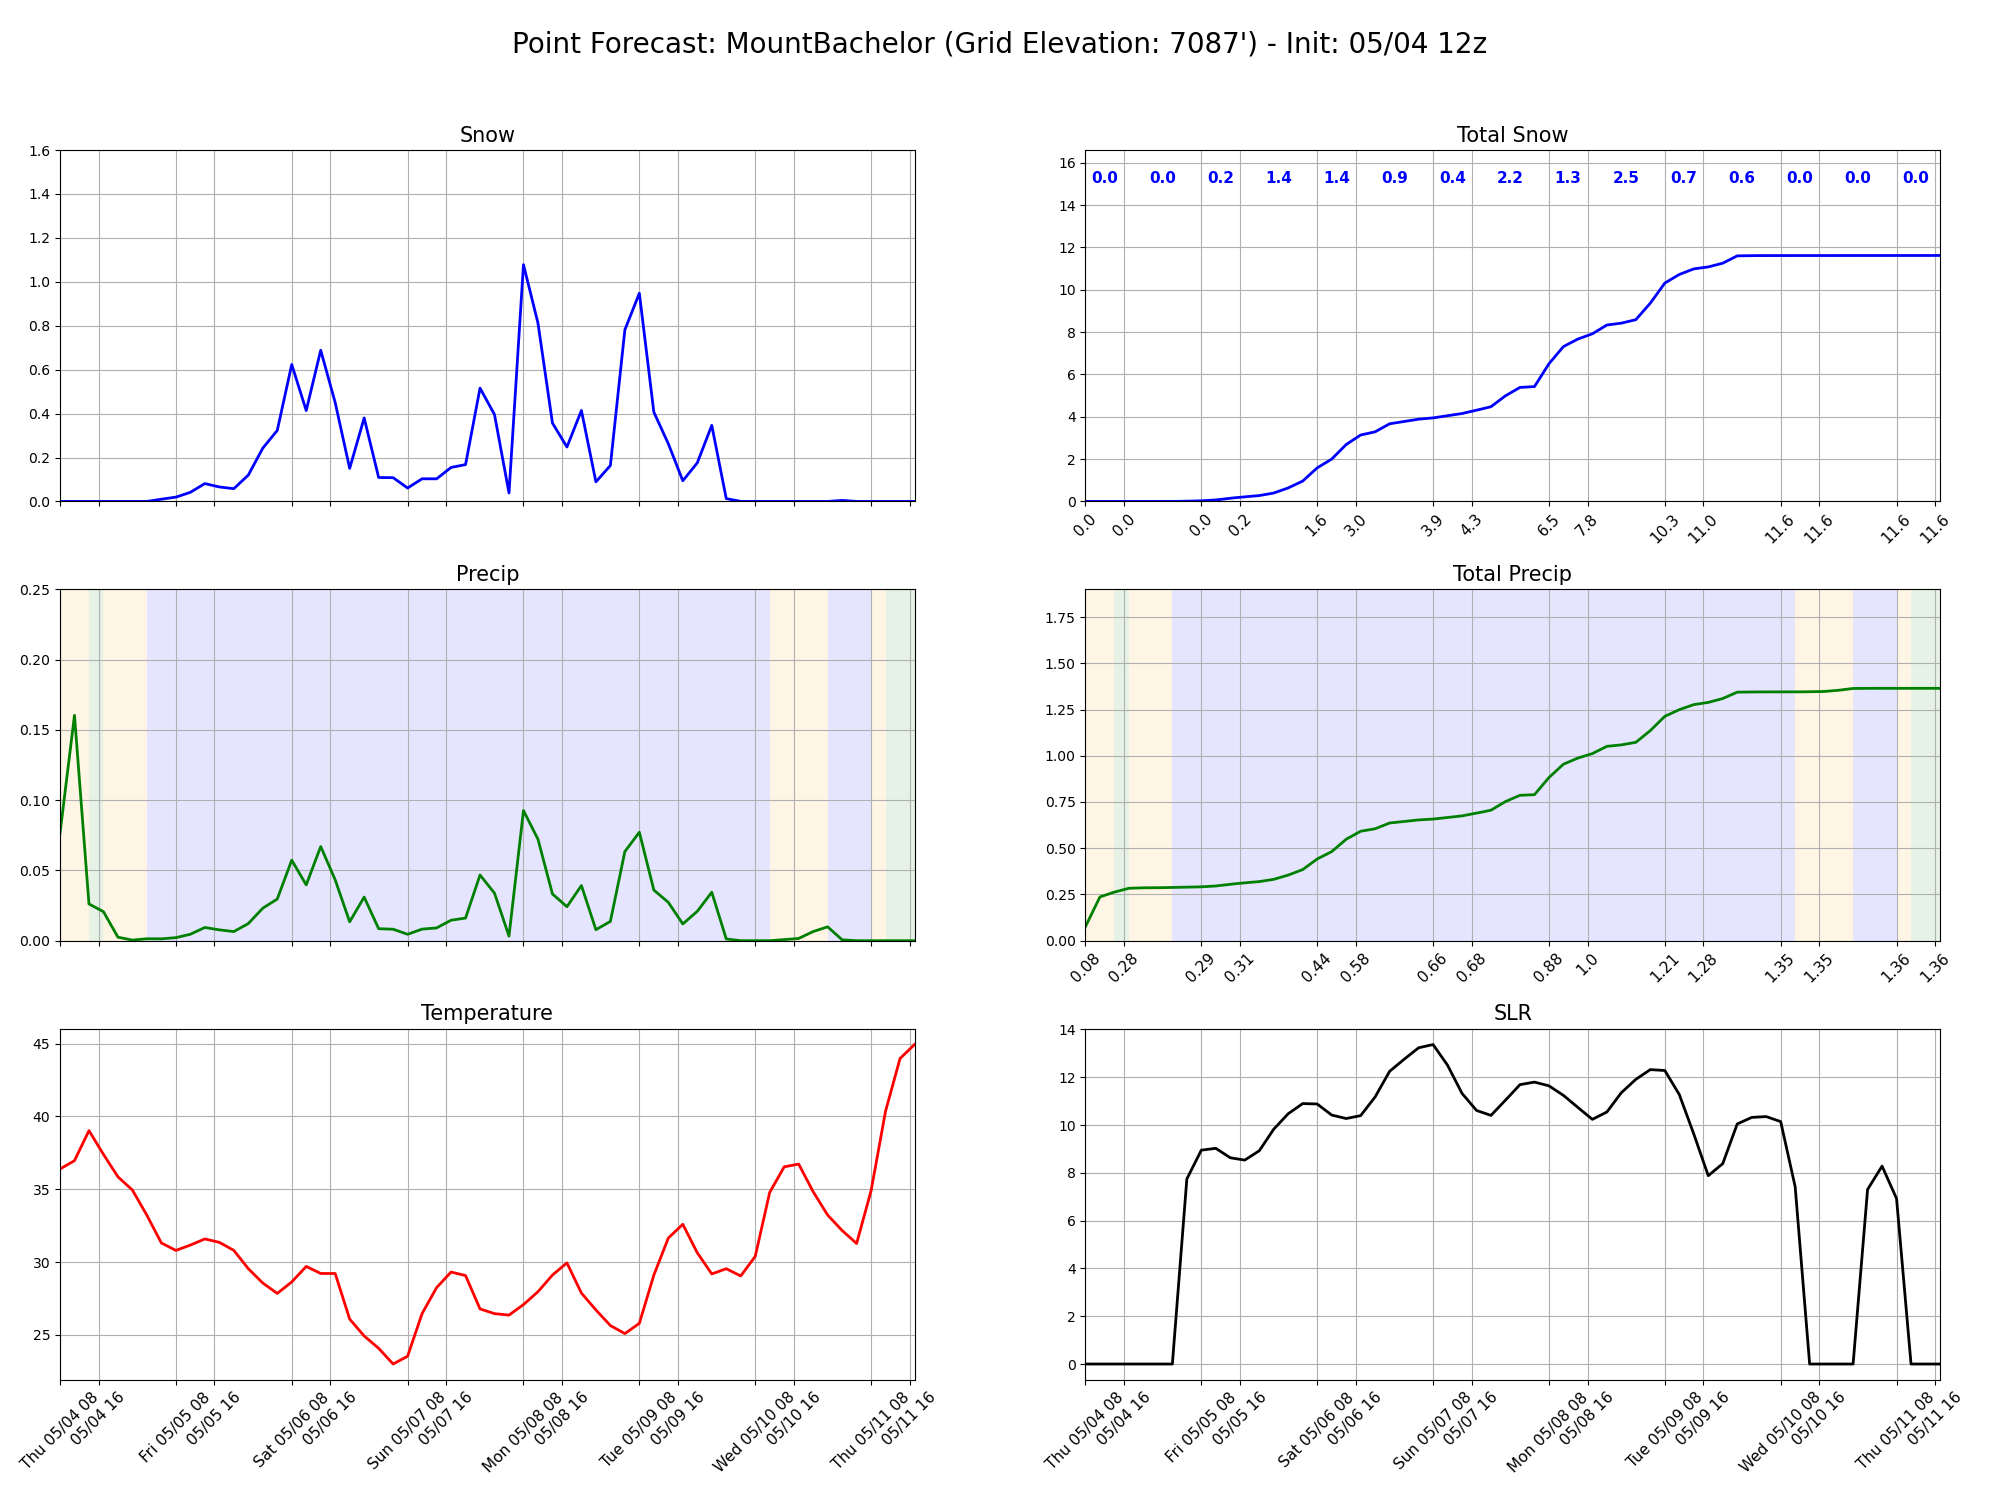 Point Forecast: MountBachelor (Grid Elevation: 7087') - Init: 05/04 12z
Snow
1.6
1.4
1.2
1.0
0.8
0.6
0.4
0.2
0.0
Total Snow
16
14
12
10
8
6
4
2
0
0.0 0.0 0.2 1.4 1.4 0.9 0.4 2.2 1.3 2.5 0.7 0.6 0.0 0.0 0.0
0.0 0.0 0.0 0.2 1.6 3.0 3.9 4.3 6.5 7.8 10.3 11.0 11.6 11.6 11.6 11.6
Precip
0.25
0.20
0.15
0.10
0.05
0.00
Total Precip
1.75
1.50
1.25
1.00
0.75
0.50
0.25
0.00
0.08 0.28 0.29 0.31 0.44 0.58 0.66 0.68 0.88 1.0 1.21 1.28 1.35 1.35 1.36 1.36
Temperature
45
40
35
30
25
Thu 05/04 08
05/04 16
Fri 05/05 08
05/05 16
Sat 05/06 08
05/06 16
Sun 05/07 08
05/07 16
Mon 05/08 08
05/08 16
Tue 05/09 08
05/09 16
Wed 05/10 08
05/10 16
Thu 05/11 08
05/11 16
SLR
14
12
10
8
6
4
2
0
Thu 05/04 08
05/04 16
Fri 05/05 08
05/05 16
Sat 05/06 08
05/06 16
Sun 05/07 08
05/07 16
Mon 05/08 08
05/08 16
Tue 05/09 08
05/09 16
Wed 05/10 08
05/10 16
Thu 05/11 08
05/11 16